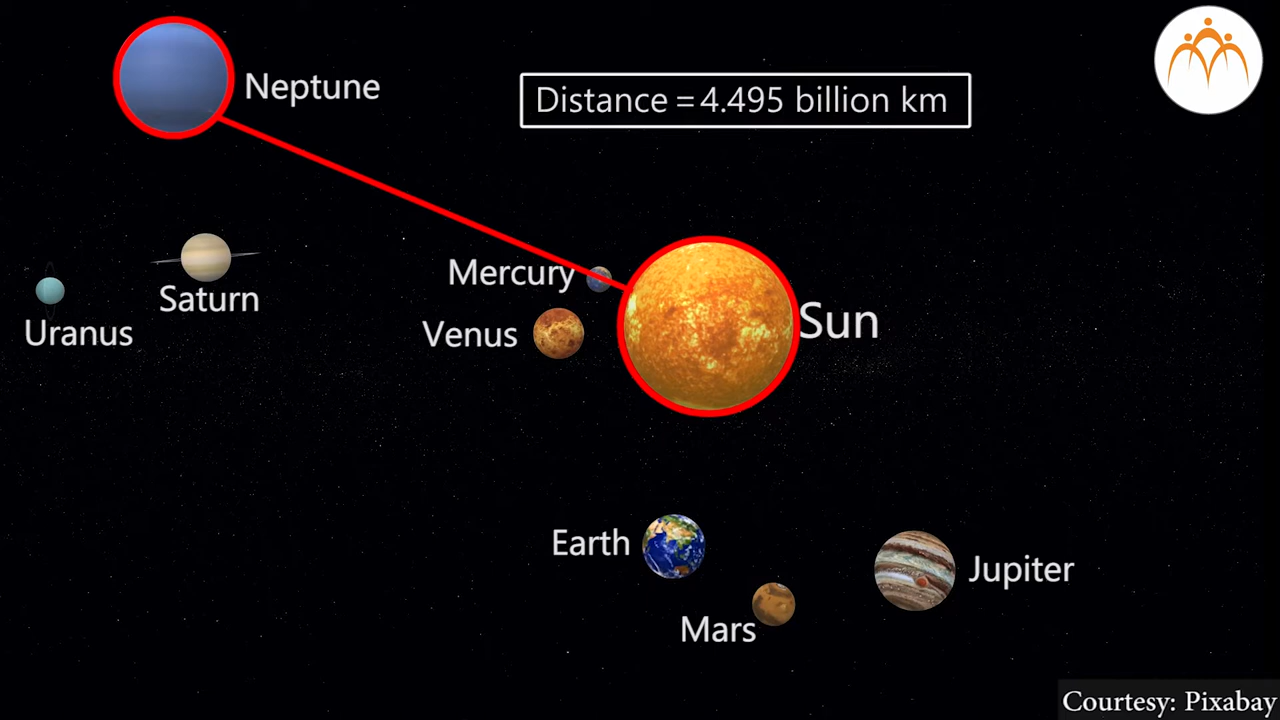 Neptune
Distance = 4.495 billion km
Mercury
Saturn
Sun
Uranus
Venus
Earth
Jupiter
Mars
Courtesy: Pixabay